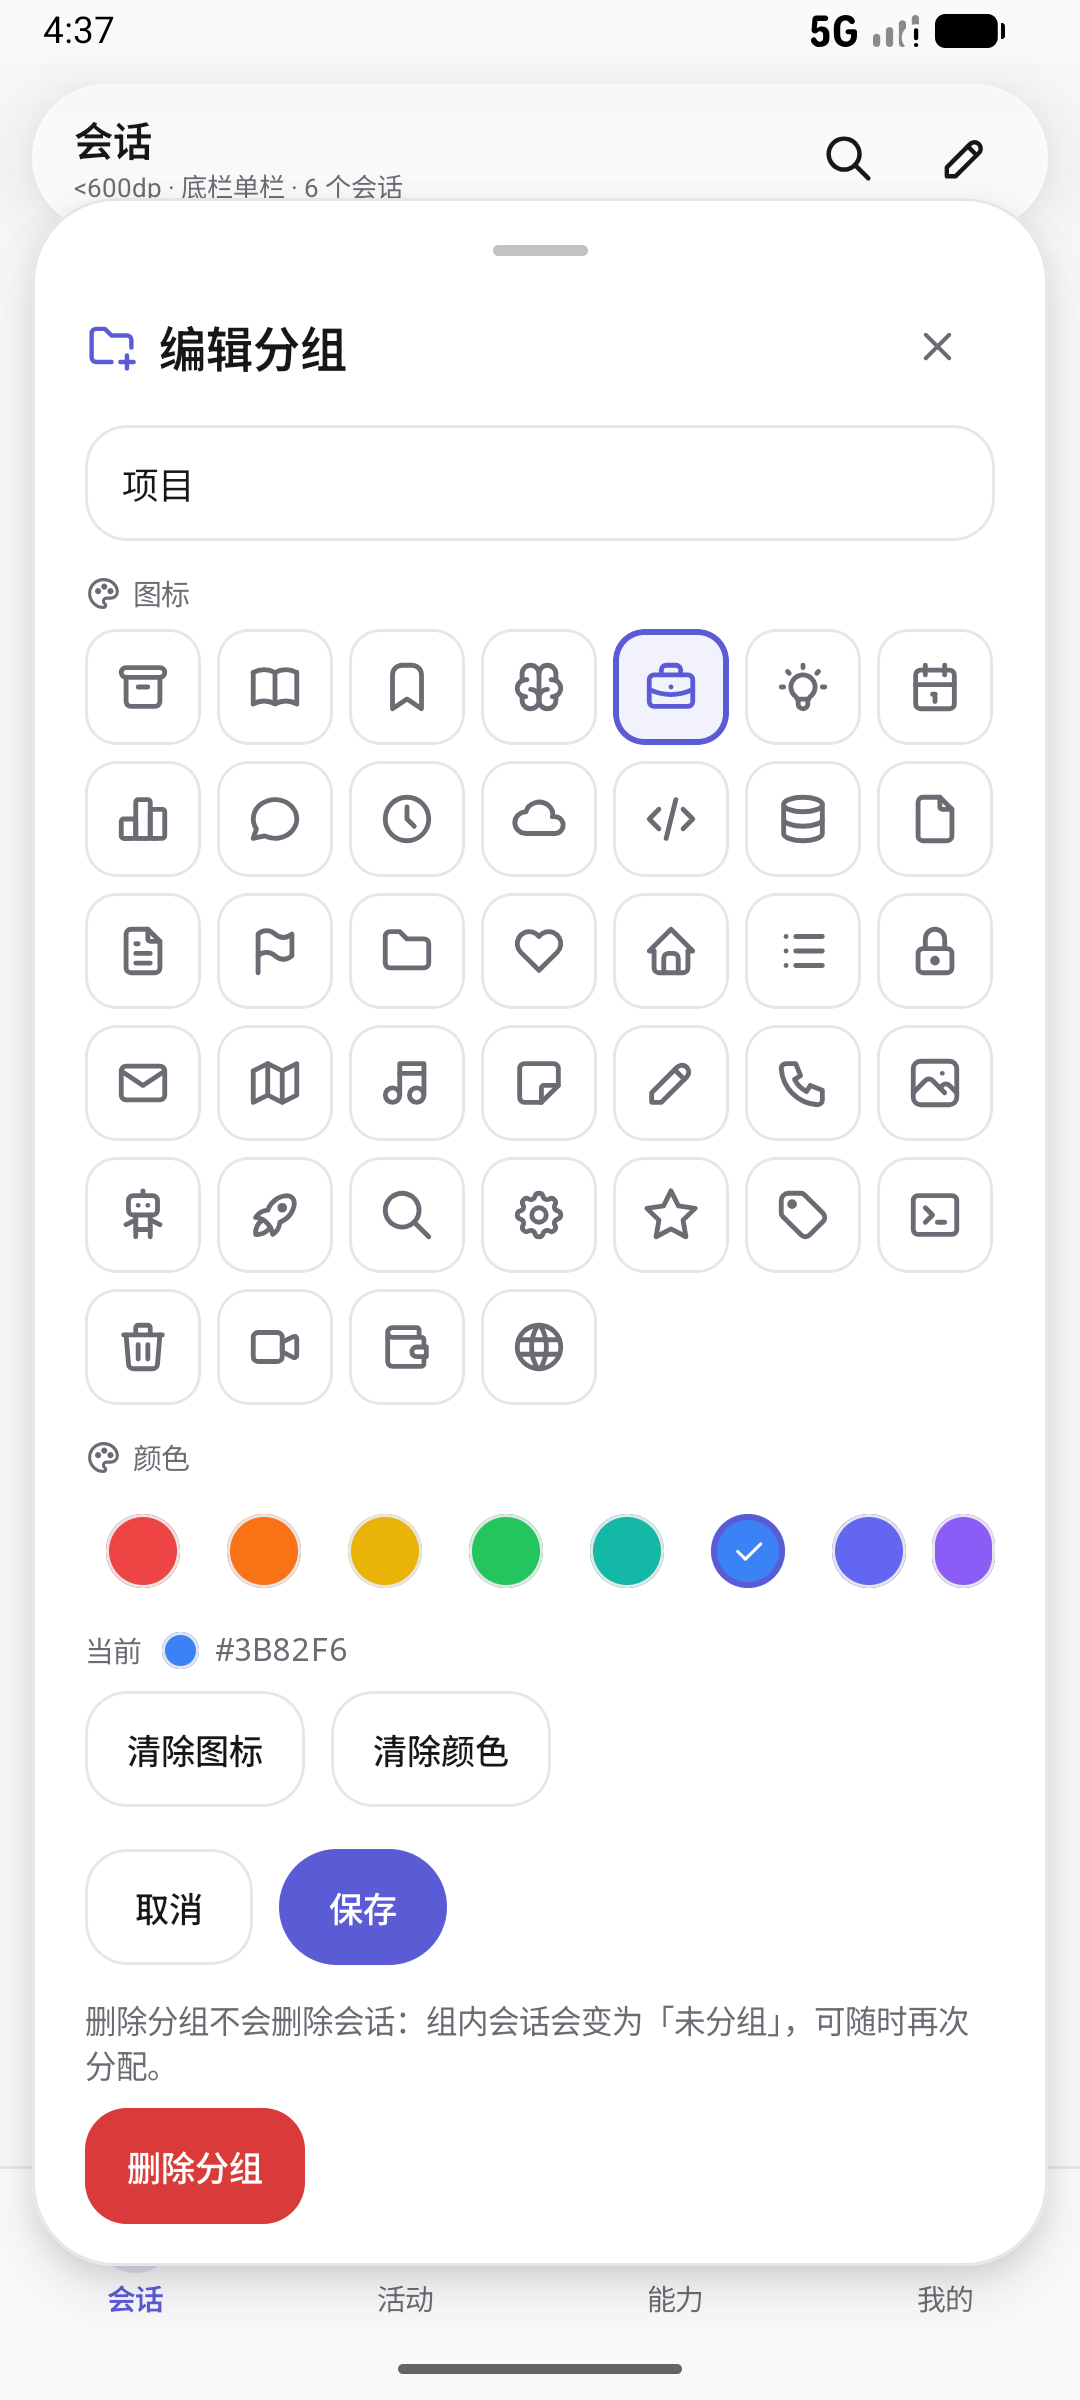 4:37
5G
会话
<600dp · 底栏单栏 · 6 个会话
编辑分组
项目
图标
颜色
当前 #3B82F6
清除图标 清除颜色
取消 保存
删除分组不会删除会话：组内会话会变为「未分组」，可随时再次
分配。
删除分组
会话 活动 能力 我的